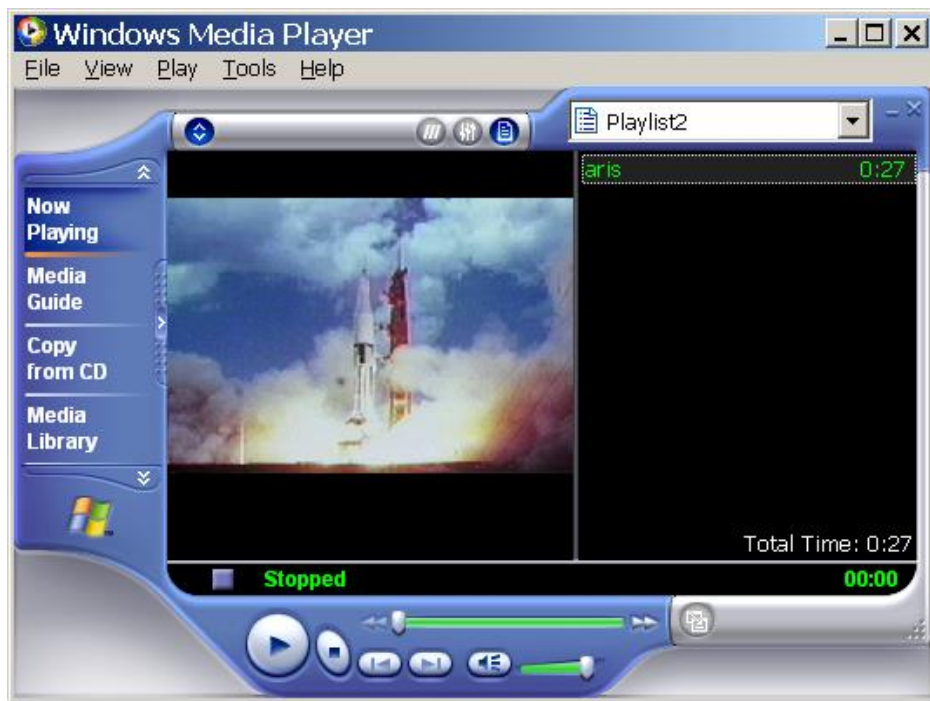 Windows Media Player
File View Play Tools Help
Playlist2
aris 0:27
Now
Playing
Media
Guide
Copy
from CD
Media
Library
Total Time: 0:27
Stopped 00:00